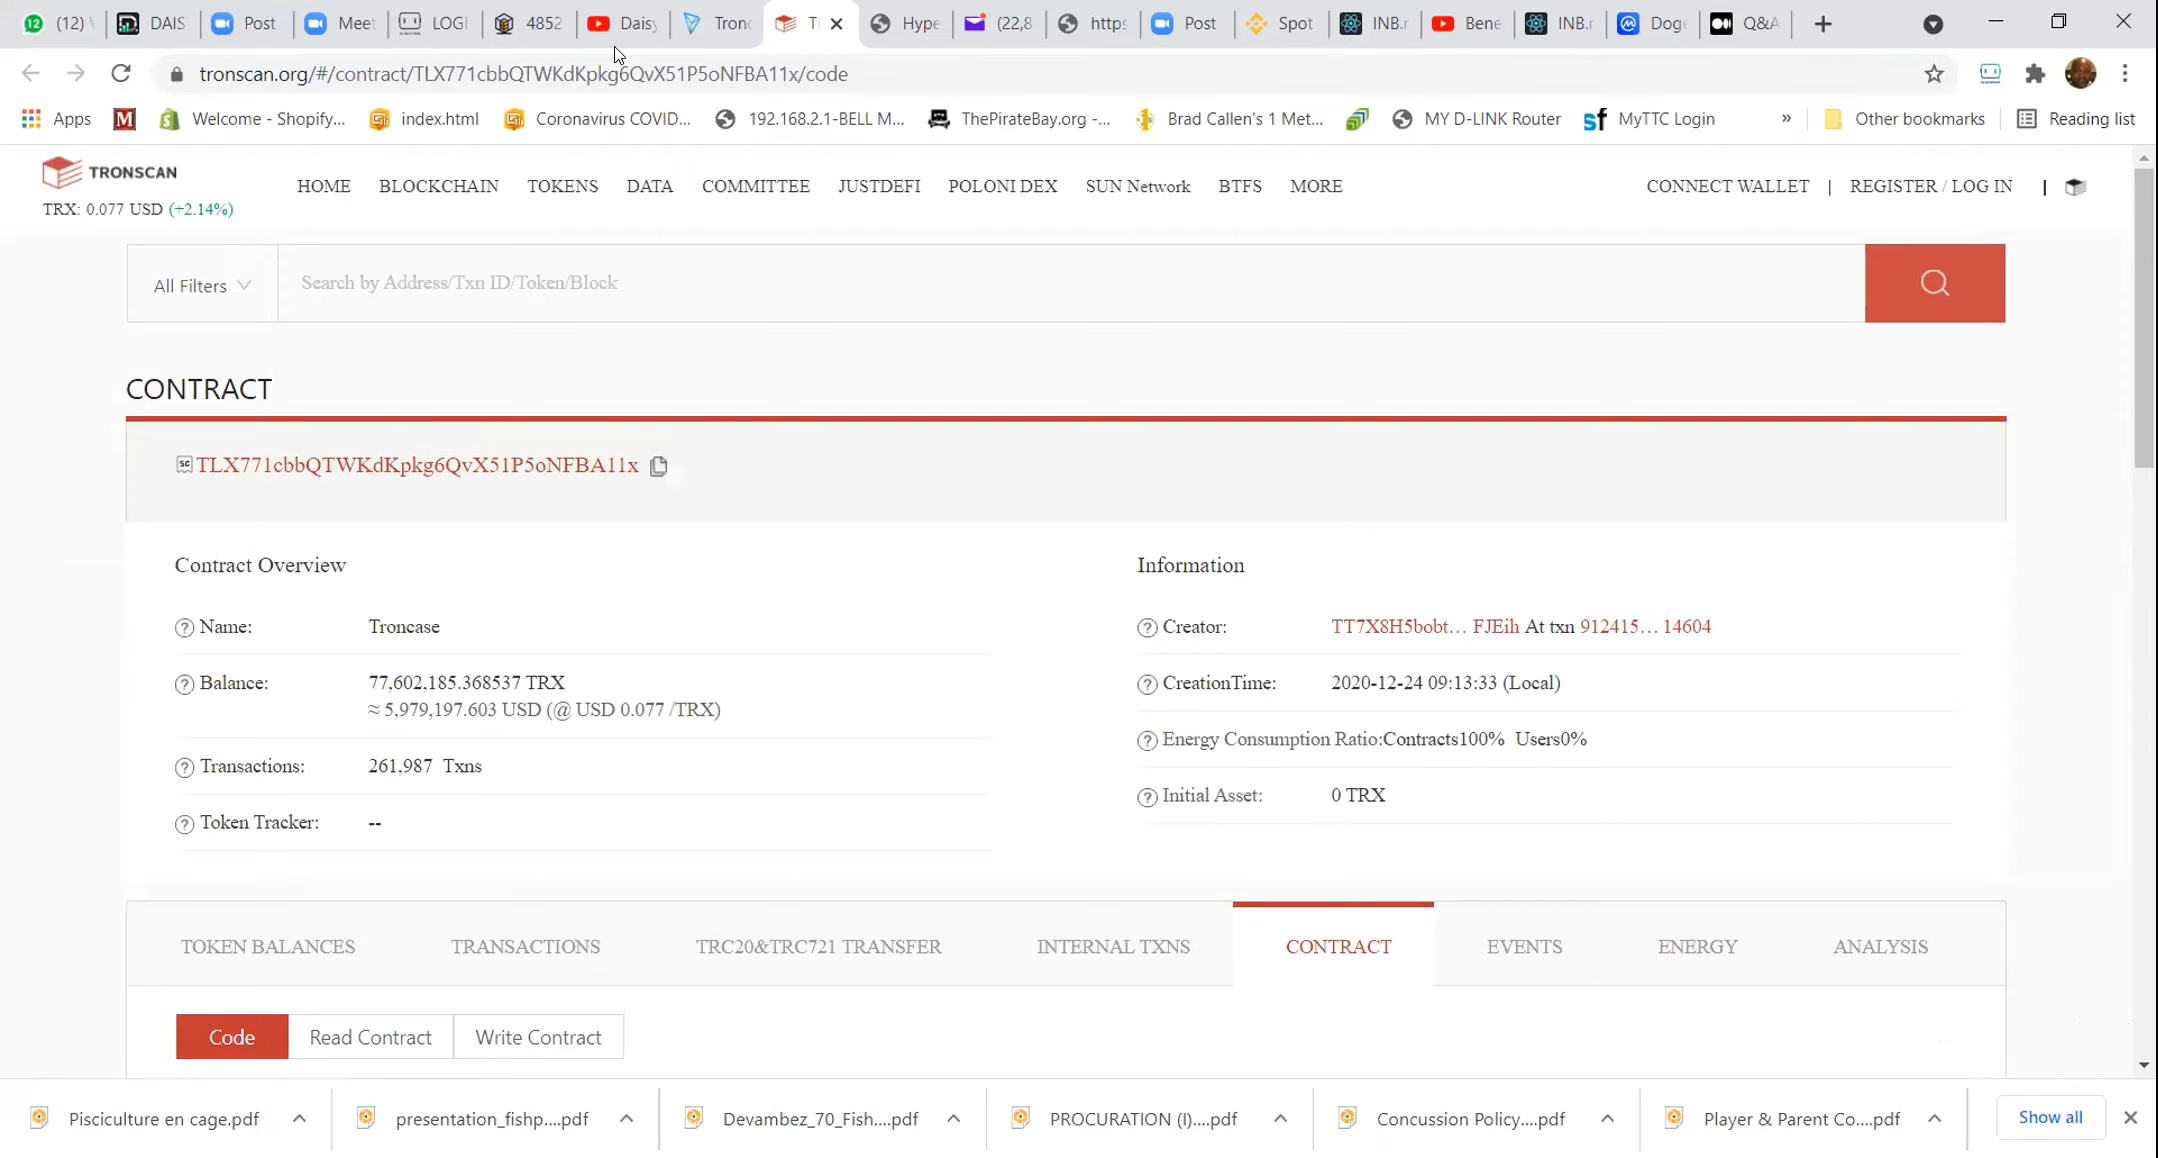 (12) DAIS Post Meet LOGI 4852 Daisy Tronc Hype (22,8 https Post Spot INB.r Bene INB.r Doge Q&A
tronscan.org/#/contract/TLX771cbbQTWKdKpkg6QvX51P5oNFBA11x/code
Apps M Welcome - Shopify... index.html Coronavirus COVID... 192.168.2.1-BELL M... ThePirateBay.org -... Brad Callen's 1 Met... MY D-LINK Router MyTTC Login » Other bookmarks Reading list
TRONSCAN
TRX: 0.077 USD (+2.14%)
HOME BLOCKCHAIN TOKENS DATA COMMITTEE JUSTDEFI POLONI DEX SUN Network BTFS MORE CONNECT WALLET | REGISTER / LOG IN |
All Filters Search by Address/Txn ID/Token/Block
CONTRACT
TLX771cbbQTWKdKpkg6QvX51P5oNFBA11x
Contract Overview
Name: Troncase
Balance: 77,602,185.368537 TRX
≈ 5,979,197.603 USD (@ USD 0.077 /TRX)
Transactions: 261,987 Txns
Token Tracker: --
Information
Creator: TT7X8H5bobt... FJEih At txn 912415... 14604
CreationTime: 2020-12-24 09:13:33 (Local)
Energy Consumption Ratio:Contracts100% Users0%
Initial Asset: 0 TRX
TOKEN BALANCES TRANSACTIONS TRC20&TRC721 TRANSFER INTERNAL TXNS CONTRACT EVENTS ENERGY ANALYSIS
Code Read Contract Write Contract
Pisciculture en cage.pdf presentation_fishp....pdf Devambez_70_Fish....pdf PROCURATION (I)....pdf Concussion Policy....pdf Player & Parent Co....pdf Show all